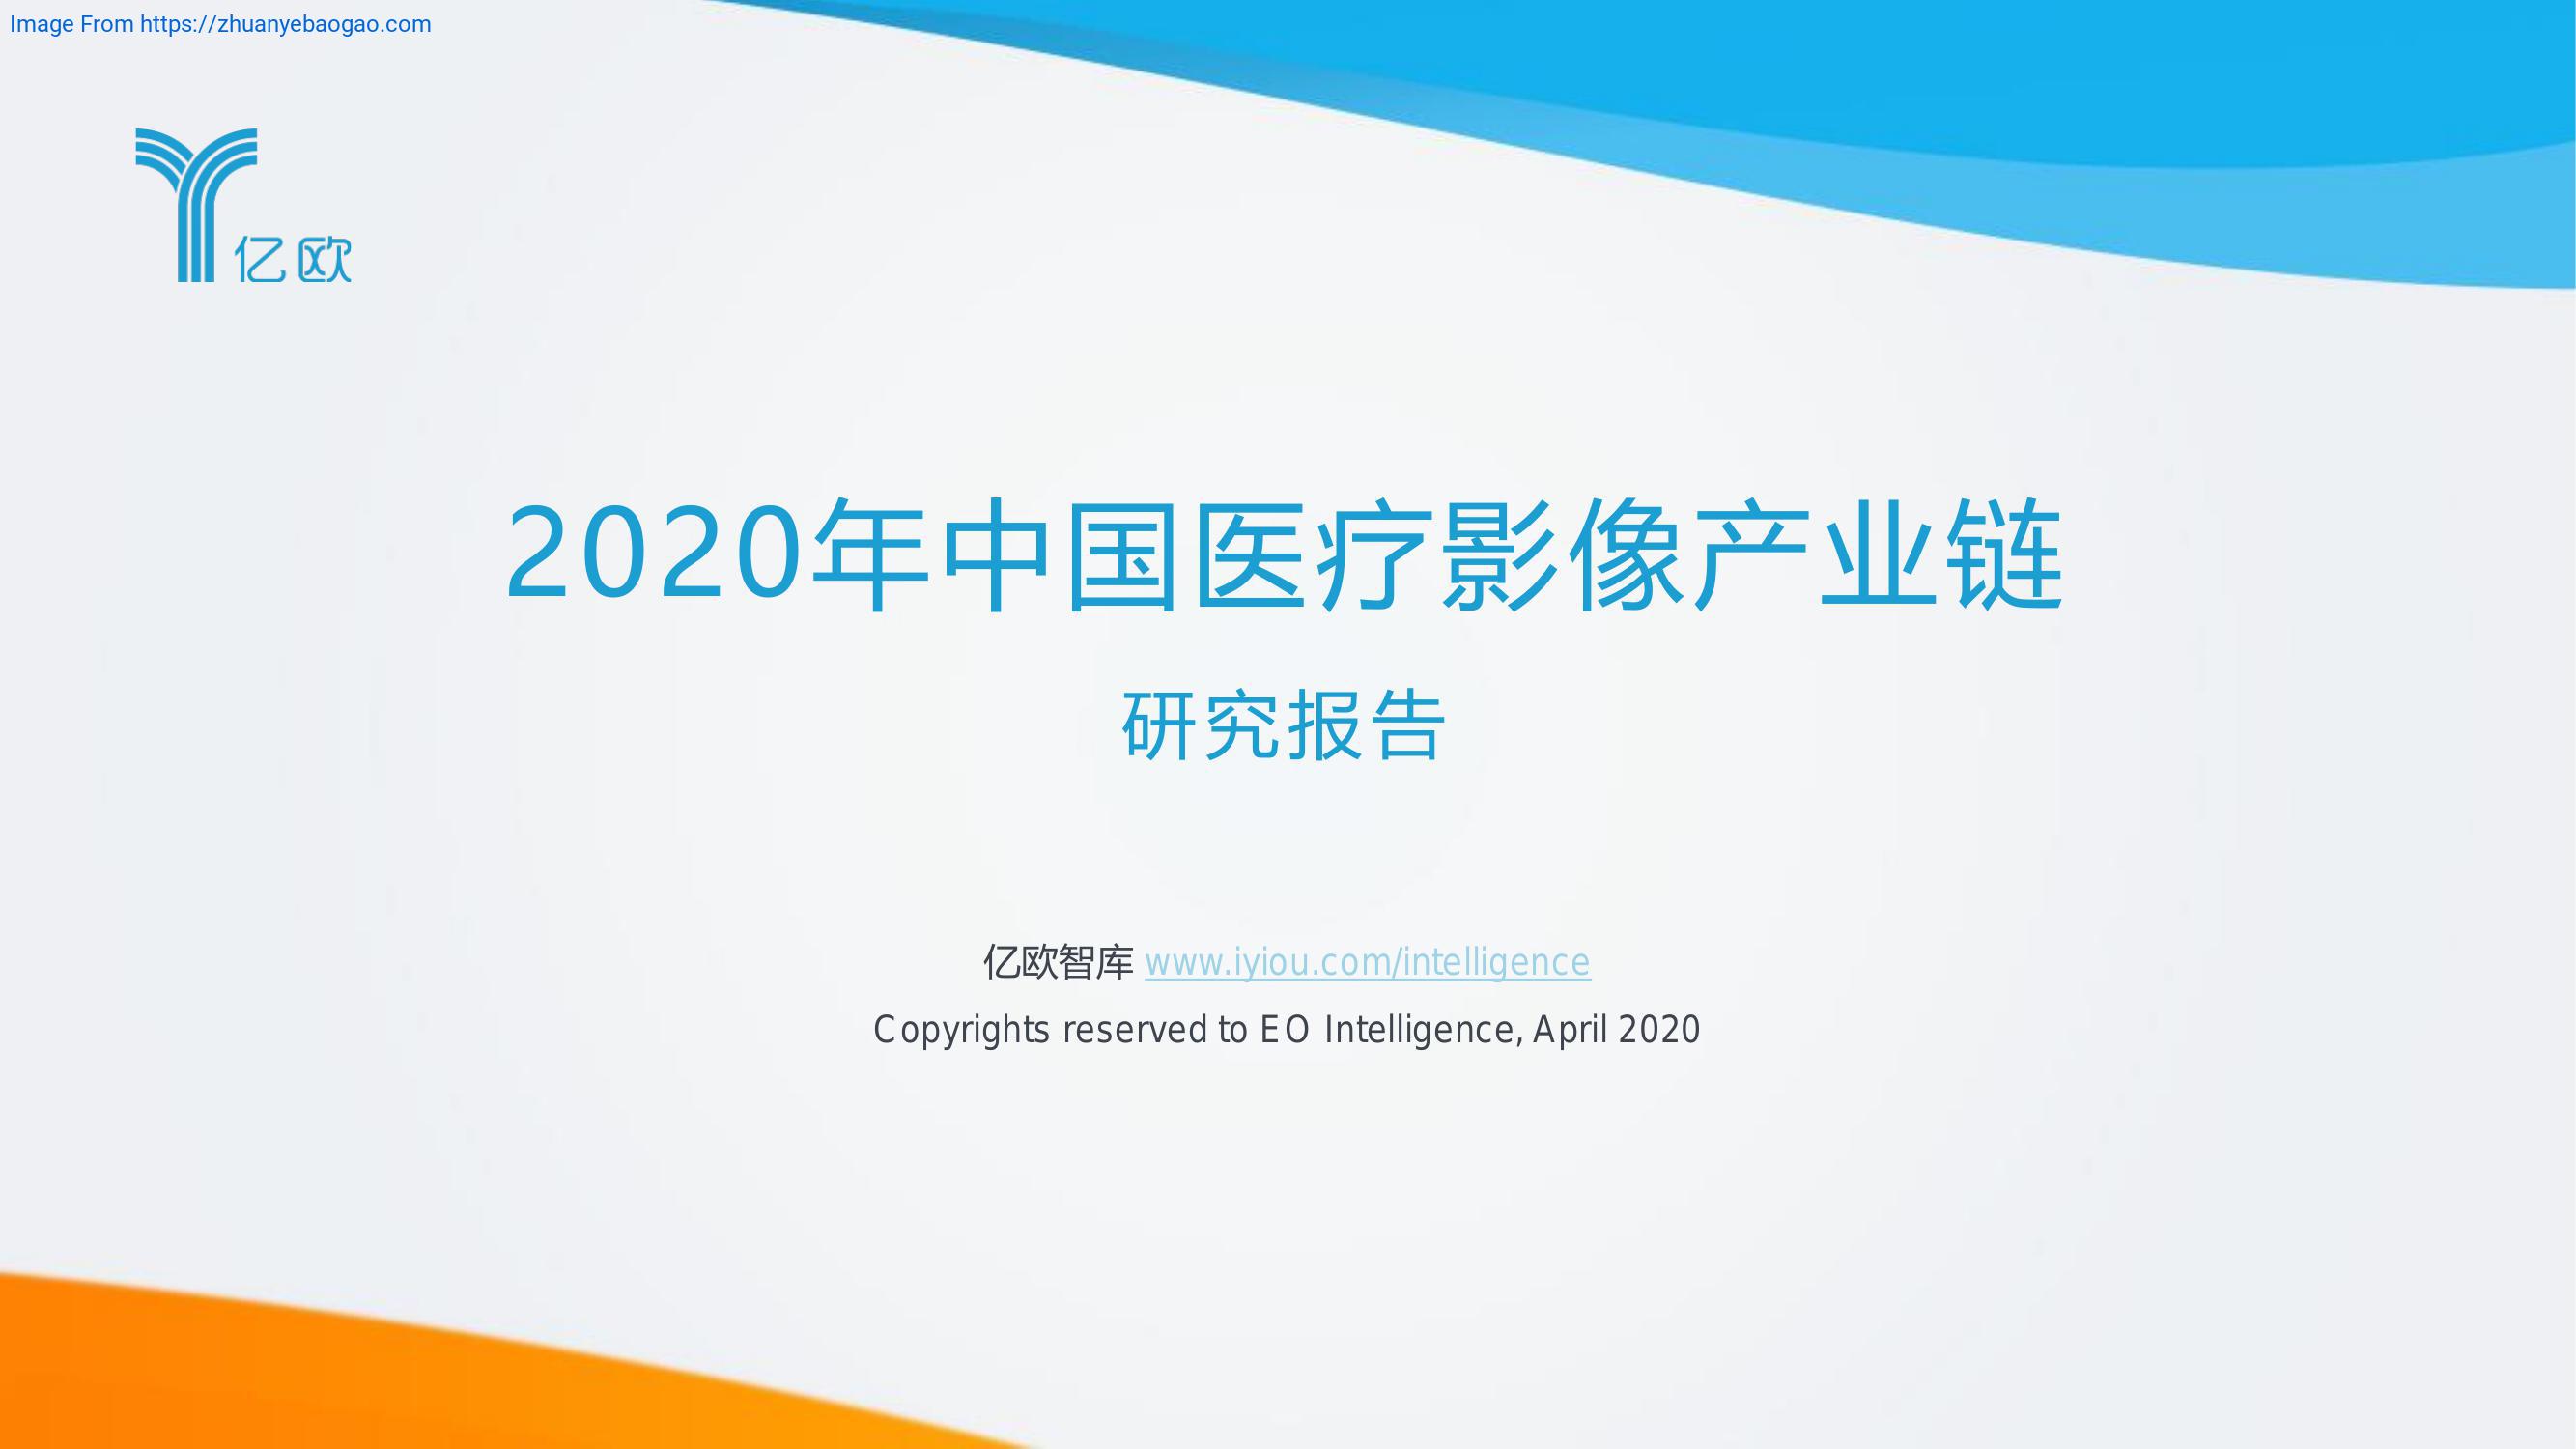 Image From https://zhuanyebaogao.com
亿欧
2020年中国医疗影像产业链
研究报告
亿欧智库 www.iyiou.com/intelligence
Copyrights reserved to EO Intelligence, April 2020